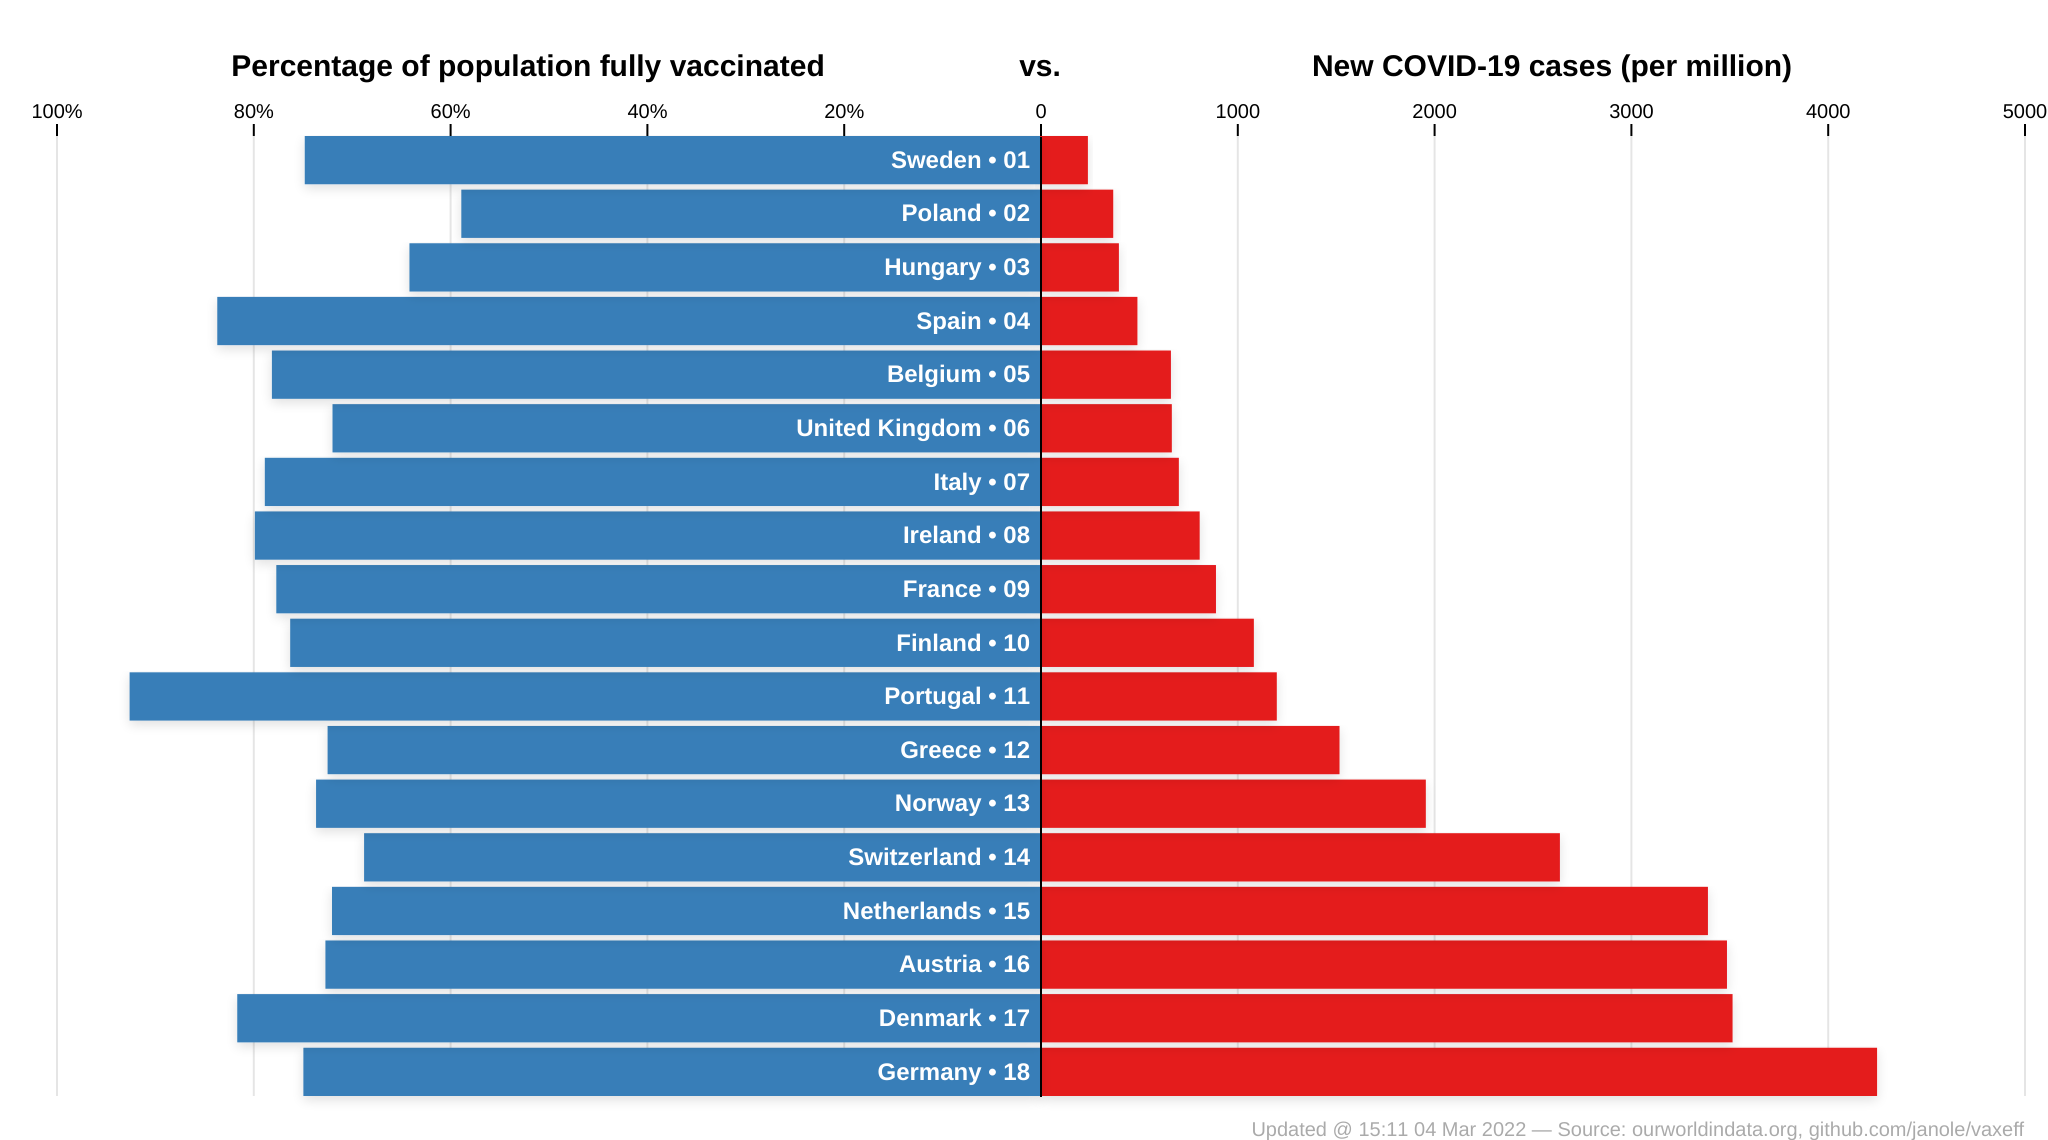 Percentage of population fully vaccinated vs. New COVID-19 cases (per million)
100% 80% 60% 40% 20% 0 1000 2000 3000 4000 5000
Sweden • 01
Poland • 02
Hungary • 03
Spain • 04
Belgium • 05
United Kingdom • 06
Italy • 07
Ireland • 08
France • 09
Finland • 10
Portugal • 11
Greece • 12
Norway • 13
Switzerland • 14
Netherlands • 15
Austria • 16
Denmark • 17
Germany • 18
Updated @ 15:11 04 Mar 2022 — Source: ourworldindata.org, github.com/janole/vaxeff